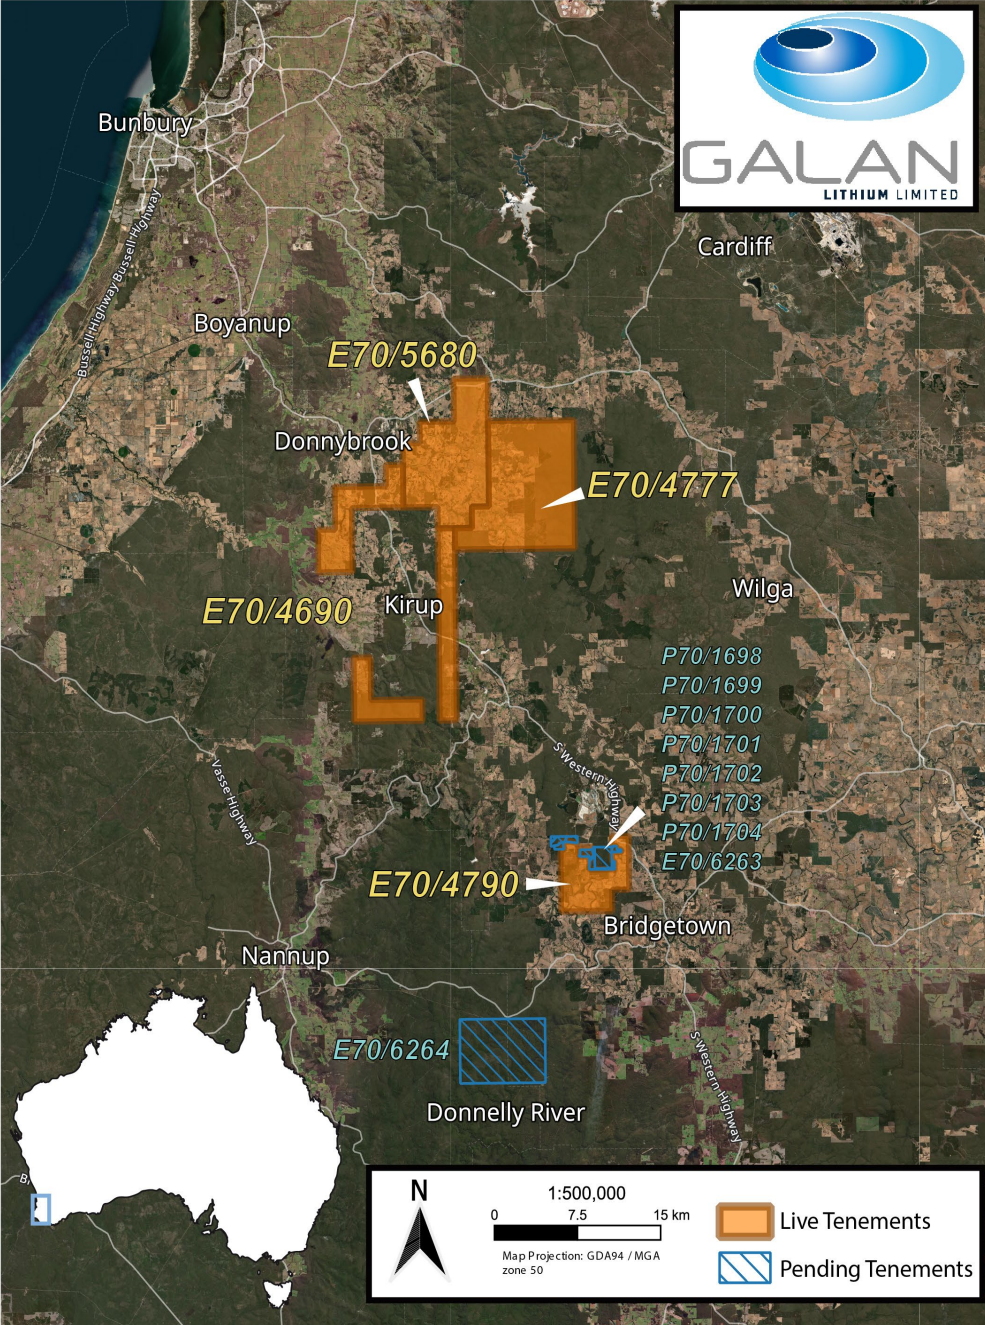 GALAN
LITHIUM LIMITED
Bunbury
Bussell Highway
Bussell Highway
Cardiff
Boyanup
E70/5680
Donnybrook
E70/4777
Wilga
E70/4690
Kirup
P70/1698
P70/1699
P70/1700
P70/1701
P70/1702
P70/1703
P70/1704
E70/6263
S Western Highway
Vasse Highway
E70/4790
Bridgetown
Nannup
E70/6264
S Western Highway
Donnelly River
N
1:500,000
0 7.5 15 km
Map Projection: GDA94 / MGA
zone 50
Live Tenements
Pending Tenements